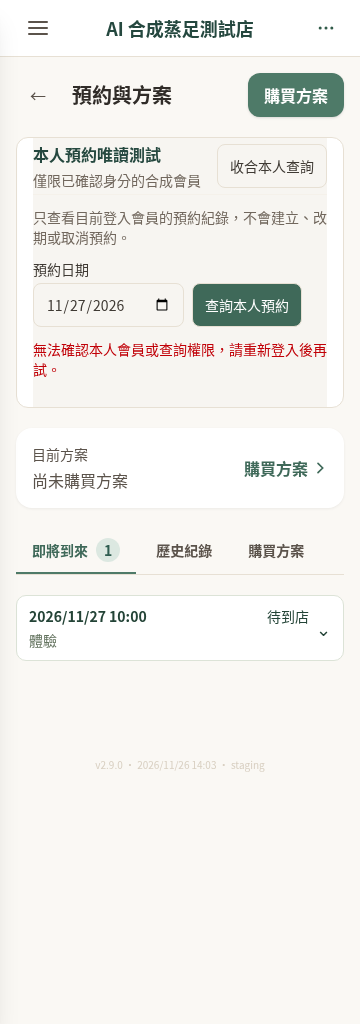 AI 合成蒸足測試店
預約與方案
購買方案
本人預約唯讀測試
僅限已確認身分的合成會員
收合本人查詢
只查看目前登入會員的預約紀錄，不會建立、改
期或取消預約。
預約日期
11/27/2026
查詢本人預約
無法確認本人會員或查詢權限，請重新登入後再
試。
目前方案
尚未購買方案
購買方案
即將到來 1
歷史紀錄
購買方案
2026/11/27 10:00
待到店
體驗
v2.9.0 · 2026/11/26 14:03 · staging